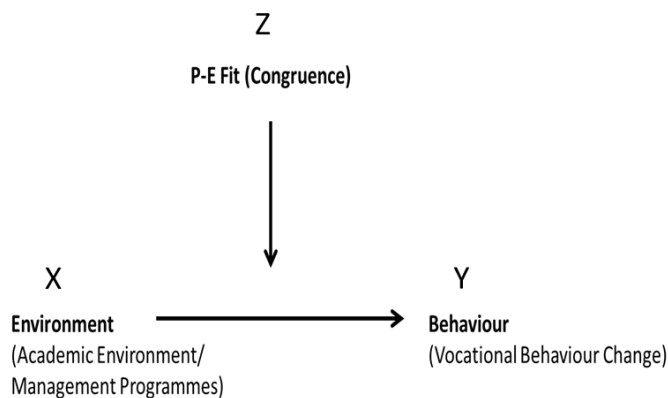 Z
P-E Fit (Congruence)
X
Y
Environment
(Academic Environment/
Management Programmes)
Behaviour
(Vocational Behaviour Change)